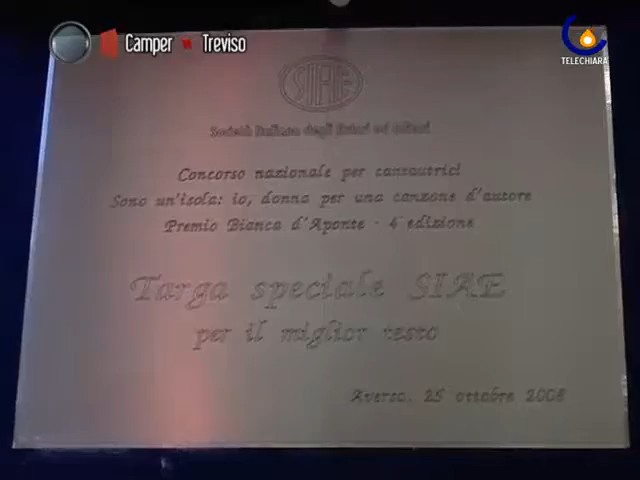 Camper Treviso
TELECHIARA
SIAE
Società Italiana degli Autori ed Editori
Concorso nazionale per cantautrici
Sono un'isola: io, donna per una canzone d'autore
Premio Bianca d'Aponte - 4 edizione
Targa speciale SIAE
per il miglior testo
Aversa, 25 ottobre 2008